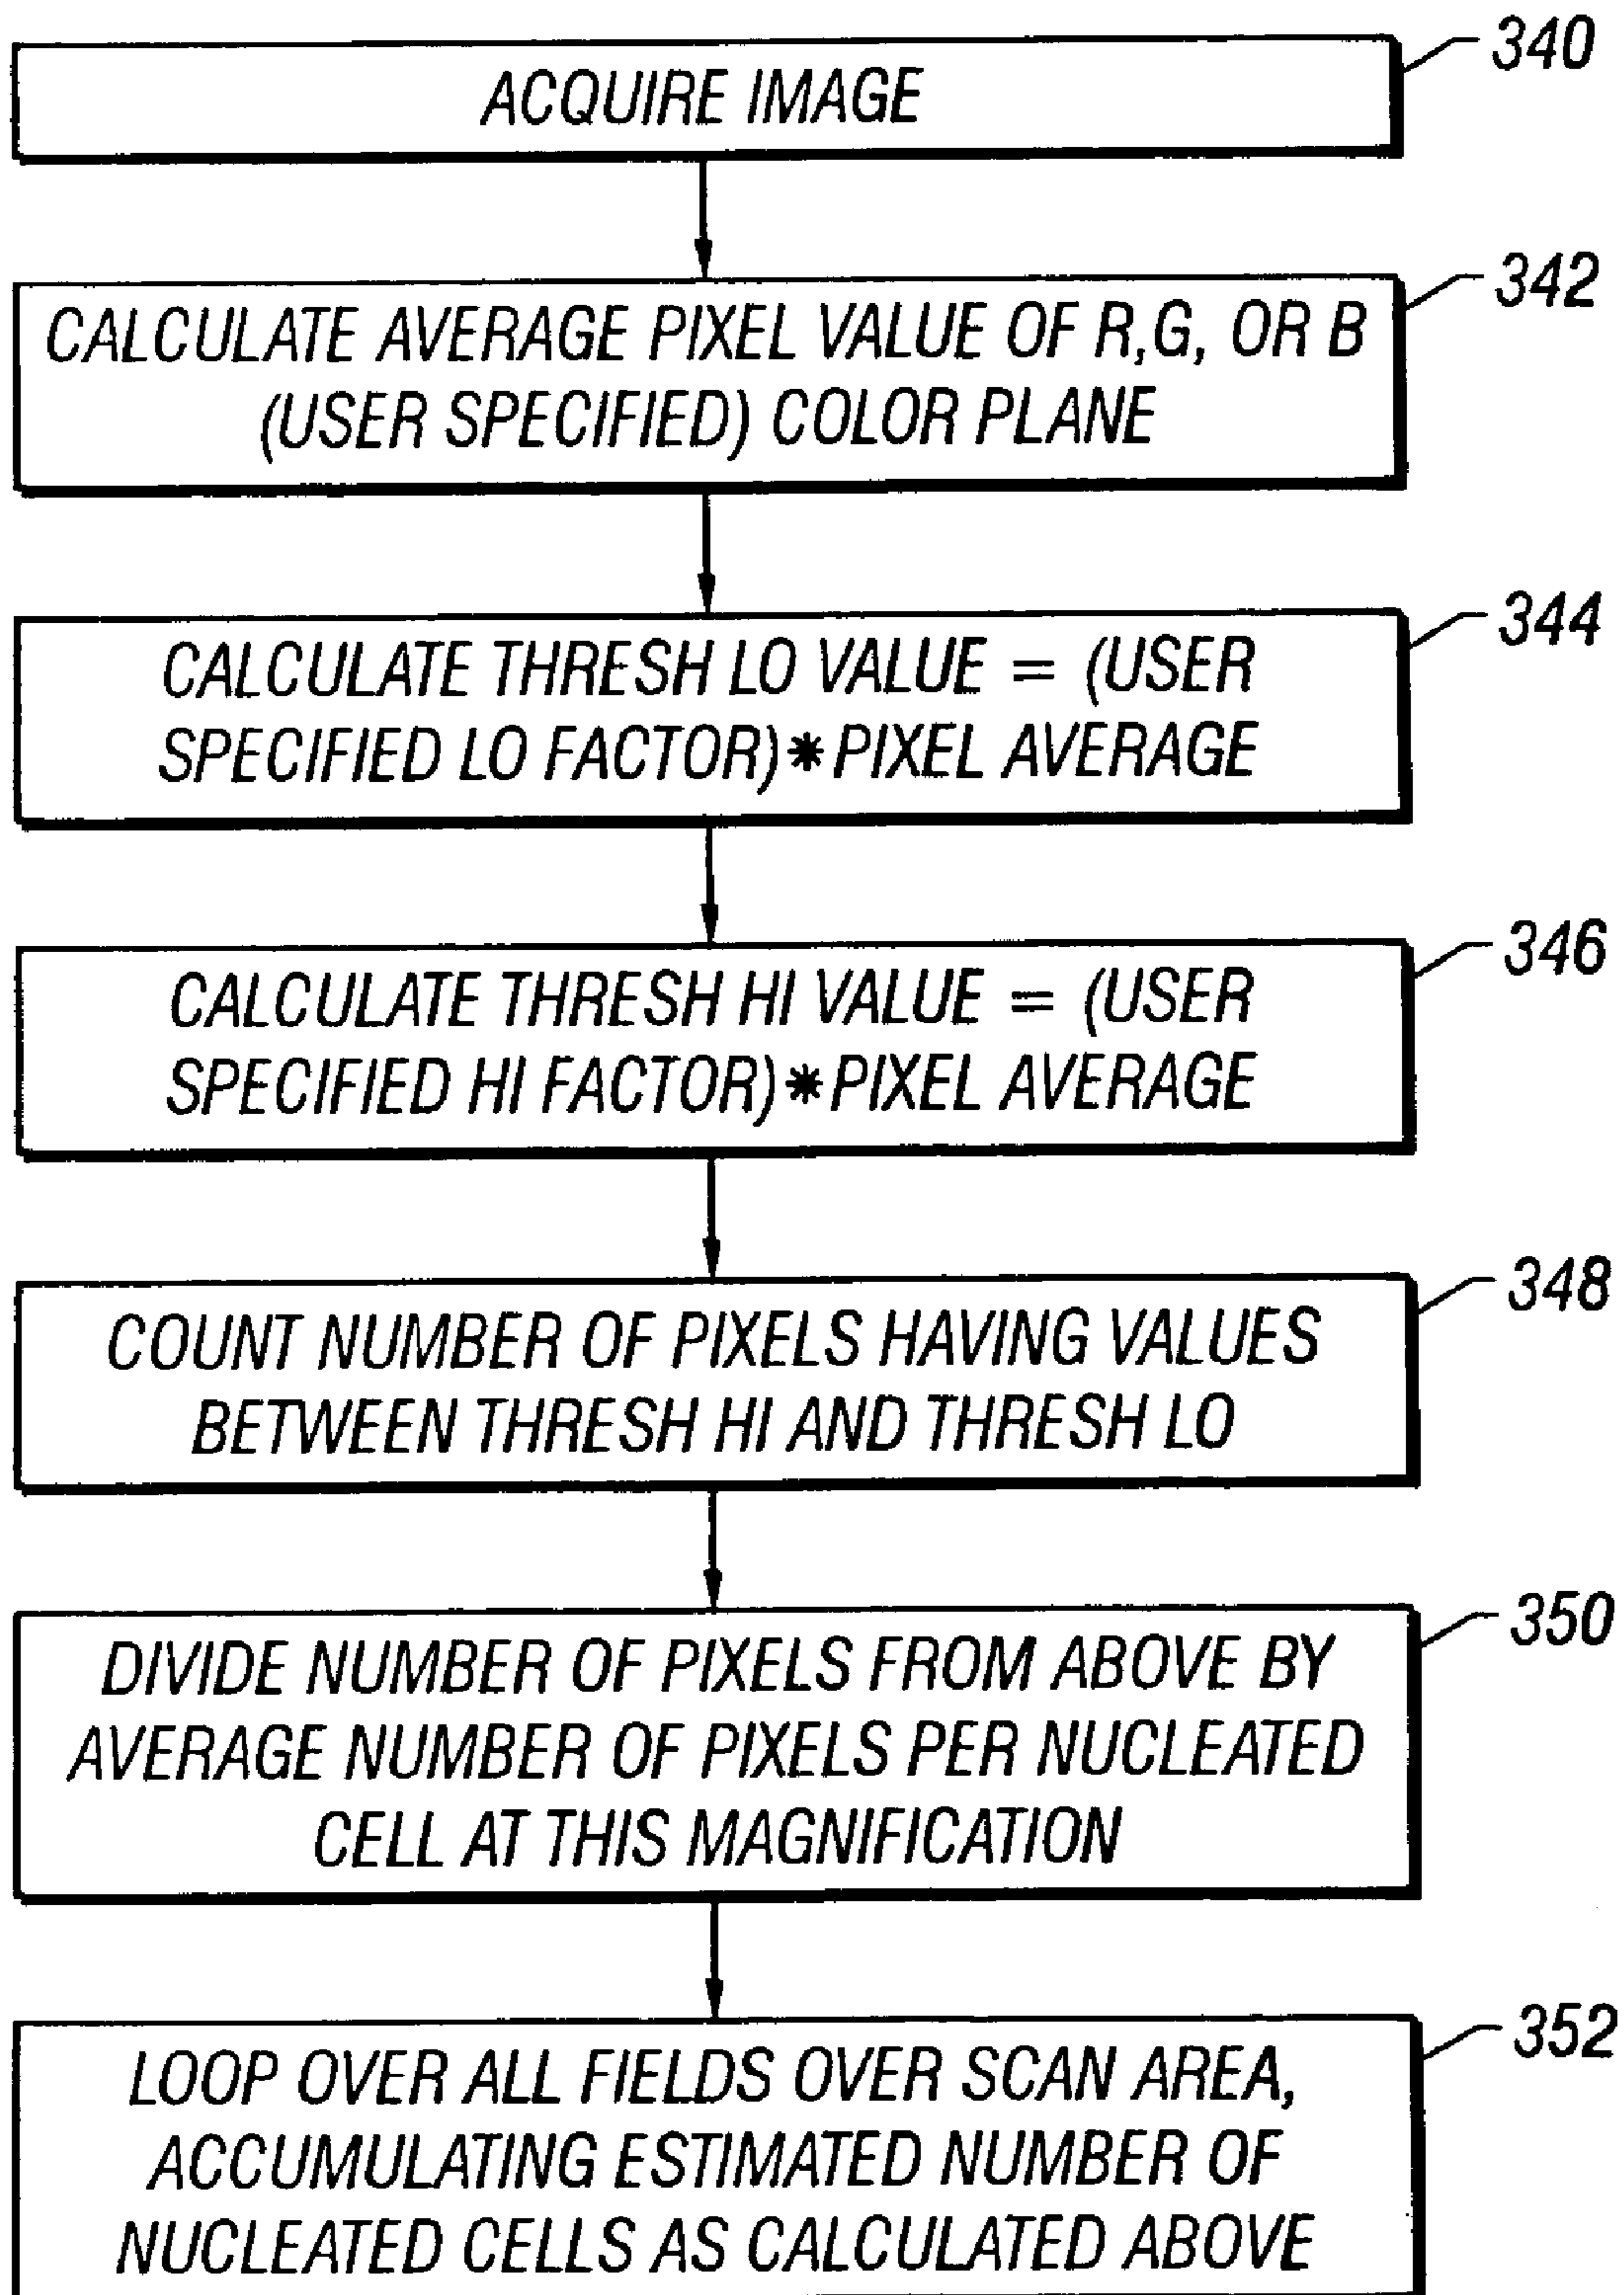 340
ACQUIRE IMAGE
342
CALCULATE AVERAGE PIXEL VALUE OF R,G, OR B
(USER SPECIFIED) COLOR PLANE
344
CALCULATE THRESH LO VALUE = (USER
SPECIFIED LO FACTOR)*PIXEL AVERAGE
346
CALCULATE THRESH HI VALUE = (USER
SPECIFIED HI FACTOR)*PIXEL AVERAGE
348
COUNT NUMBER OF PIXELS HAVING VALUES
BETWEEN THRESH HI AND THRESH LO
350
DIVIDE NUMBER OF PIXELS FROM ABOVE BY
AVERAGE NUMBER OF PIXELS PER NUCLEATED
CELL AT THIS MAGNIFICATION
352
LOOP OVER ALL FIELDS OVER SCAN AREA,
ACCUMULATING ESTIMATED NUMBER OF
NUCLEATED CELLS AS CALCULATED ABOVE